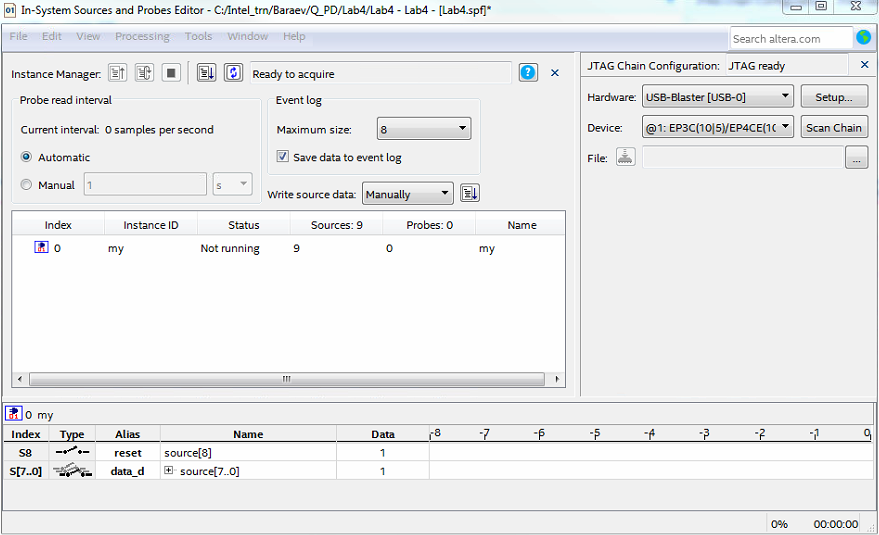 In-System Sources and Probes Editor - C:/Intel_trn/Baraev/Q_PD/Lab4/Lab4 - Lab4 - [Lab4.spf]*
File Edit View Processing Tools Window Help
Search altera.com
Instance Manager: Ready to acquire
JTAG Chain Configuration: JTAG ready
Probe read interval
Event log
Hardware: USB-Blaster [USB-0] Setup...
Current interval: 0 samples per second
Maximum size: 8
Device: @1: EP3C(10|5)/EP4CE(1( Scan Chain
Automatic
Save data to event log
File: ...
Manual 1 s
Write source data: Manually
Index Instance ID Status Sources: 9 Probes: 0 Name
0 my Not running 9 0 my
0 my
Index Type Alias Name Data -8 -7 -6 -5 -4 -3 -2 -1 0
S8 reset source[8] 1
S[7..0] data_d source[7..0] 1
0% 00:00:00